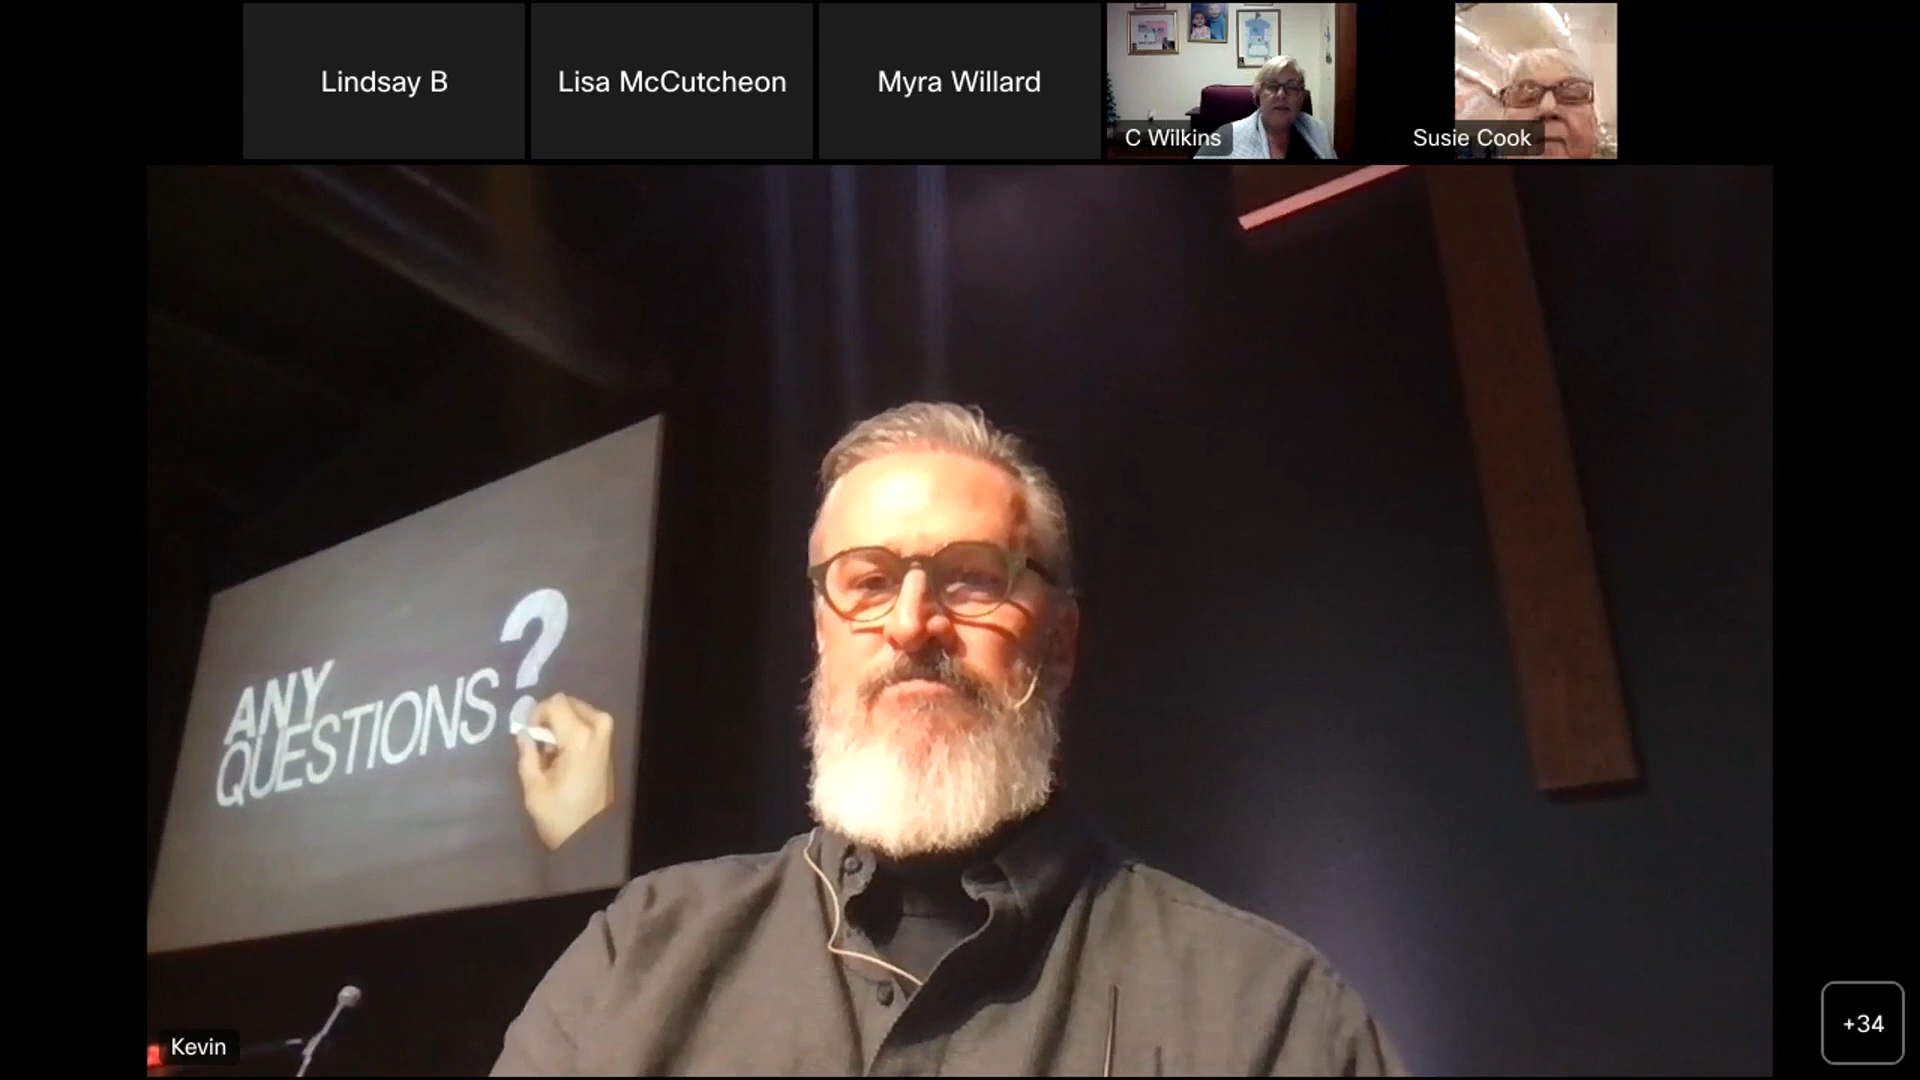 Lindsay B
Lisa McCutcheon
Myra Willard
C Wilkins
Susie Cook
ANY
QUESTIONS?
Kevin
+34